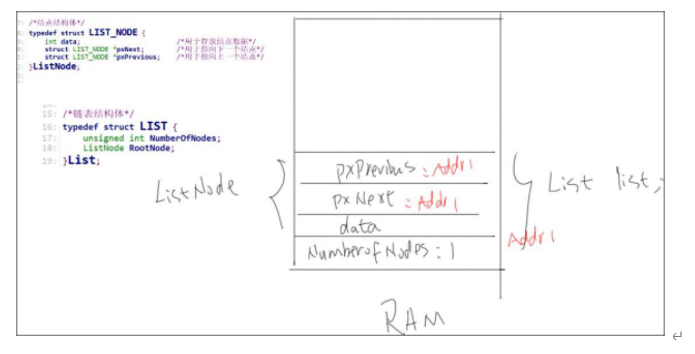 /*结点结构体*/
typedef struct LIST_NODE {
int data; /*用于存放结点数据*/
struct LIST_NODE *pxNext; /*用于指向下一个结点*/
struct LIST_NODE *pxPrevious; /*用于指向上一个结点*/
}ListNode;
15: /*链表结构体*/
16: typedef struct LIST {
17: unsigned int NumberOfNodes;
18: ListNode RootNode;
19: }List;
ListNode
pxPrevious : Addr1
pxNext : Addr1
data
NumberofNodes : 1
List list;
Addr1
RAM